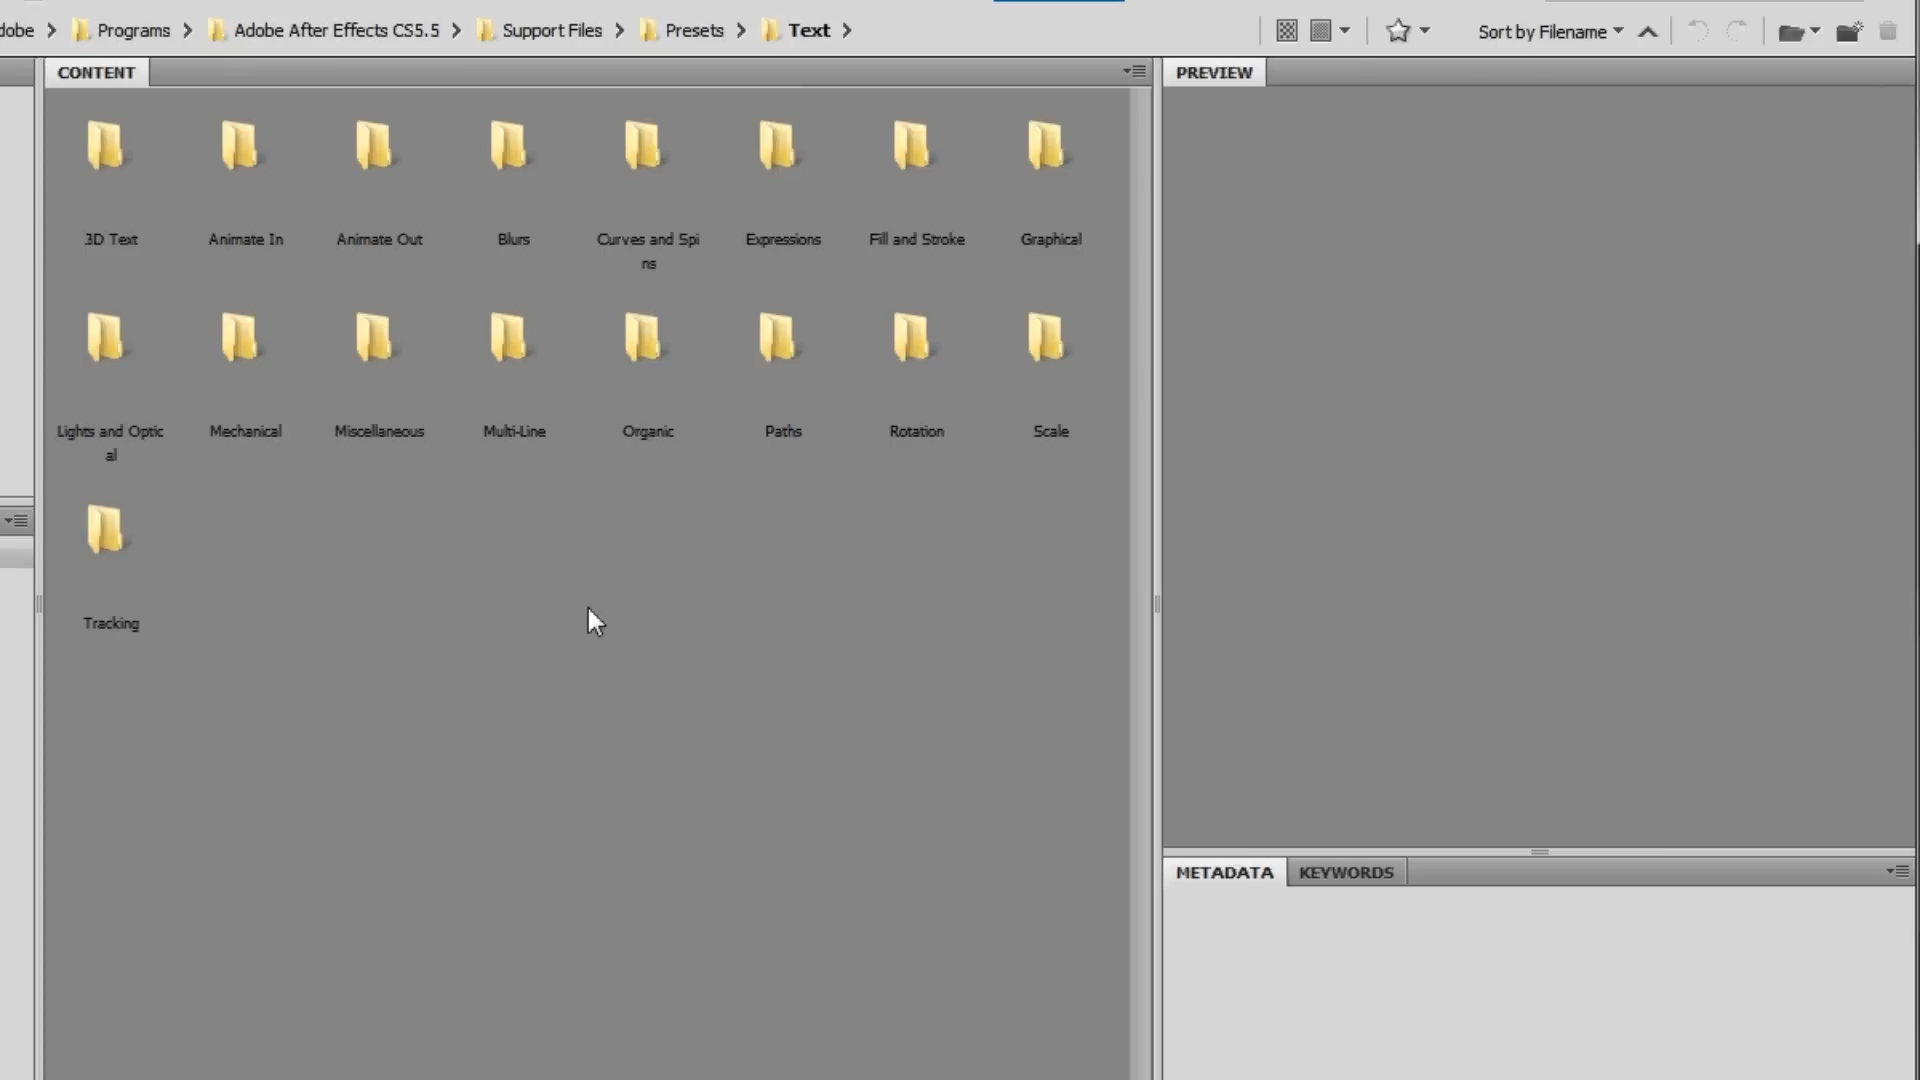 dobe > Programs > Adobe After Effects CS5.5 > Support Files > Presets > Text >
Sort by Filename
CONTENT
PREVIEW
3D Text
Animate In
Animate Out
Blurs
Curves and Spi
ns
Expressions
Fill and Stroke
Graphical
Lights and Optic
al
Mechanical
Miscellaneous
Multi-Line
Organic
Paths
Rotation
Scale
Tracking
METADATA
KEYWORDS